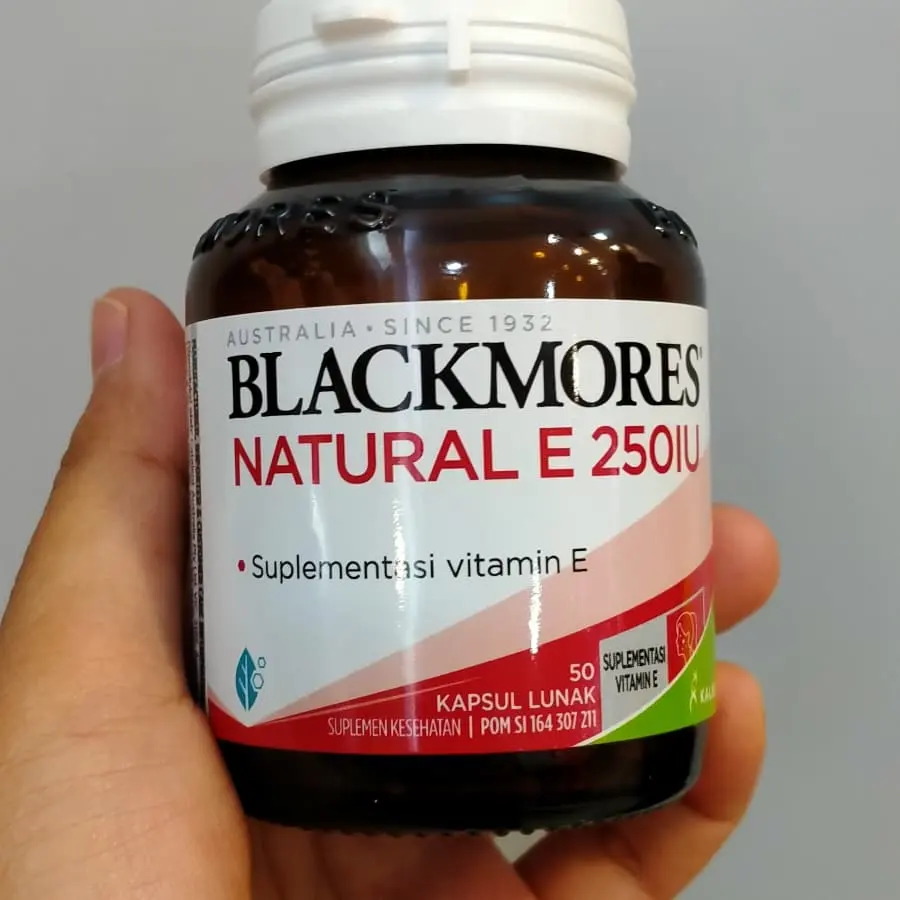 AUSTRALIA • SINCE 1932
BLACKMORES®
NATURAL E 250IU
• Suplementasi vitamin E
50
KAPSUL LUNAK
SUPLEMEN KESEHATAN | POM SI 164 307 211
SUPLEMENTASI
VITAMIN E